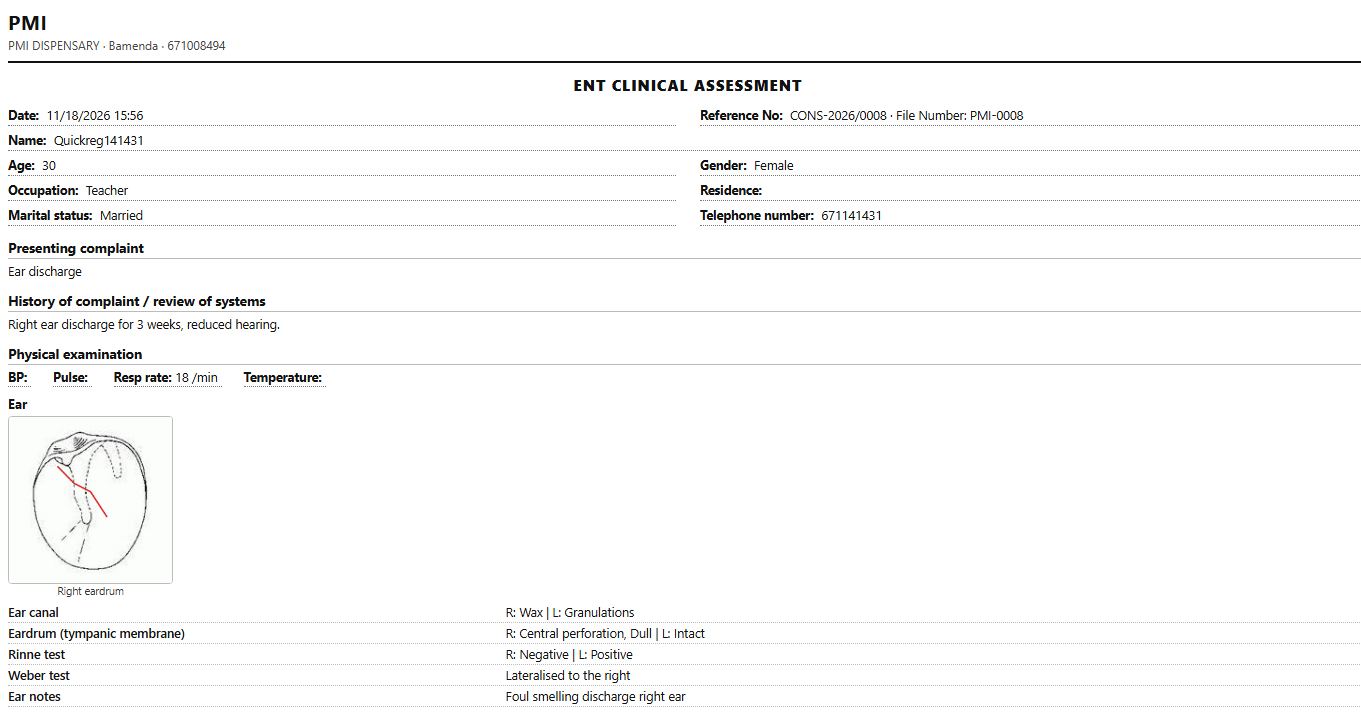 PMI
PMI DISPENSARY · Bamenda · 671008494
ENT CLINICAL ASSESSMENT
Date: 11/18/2026 15:56
Reference No: CONS-2026/0008 · File Number: PMI-0008
Name: Quickreg141431
Age: 30
Gender: Female
Occupation: Teacher
Residence:
Marital status: Married
Telephone number: 671141431
Presenting complaint
Ear discharge
History of complaint / review of systems
Right ear discharge for 3 weeks, reduced hearing.
Physical examination
BP: Pulse: Resp rate: 18 /min Temperature:
Ear
Right eardrum
Ear canal R: Wax | L: Granulations
Eardrum (tympanic membrane) R: Central perforation, Dull | L: Intact
Rinne test R: Negative | L: Positive
Weber test Lateralised to the right
Ear notes Foul smelling discharge right ear